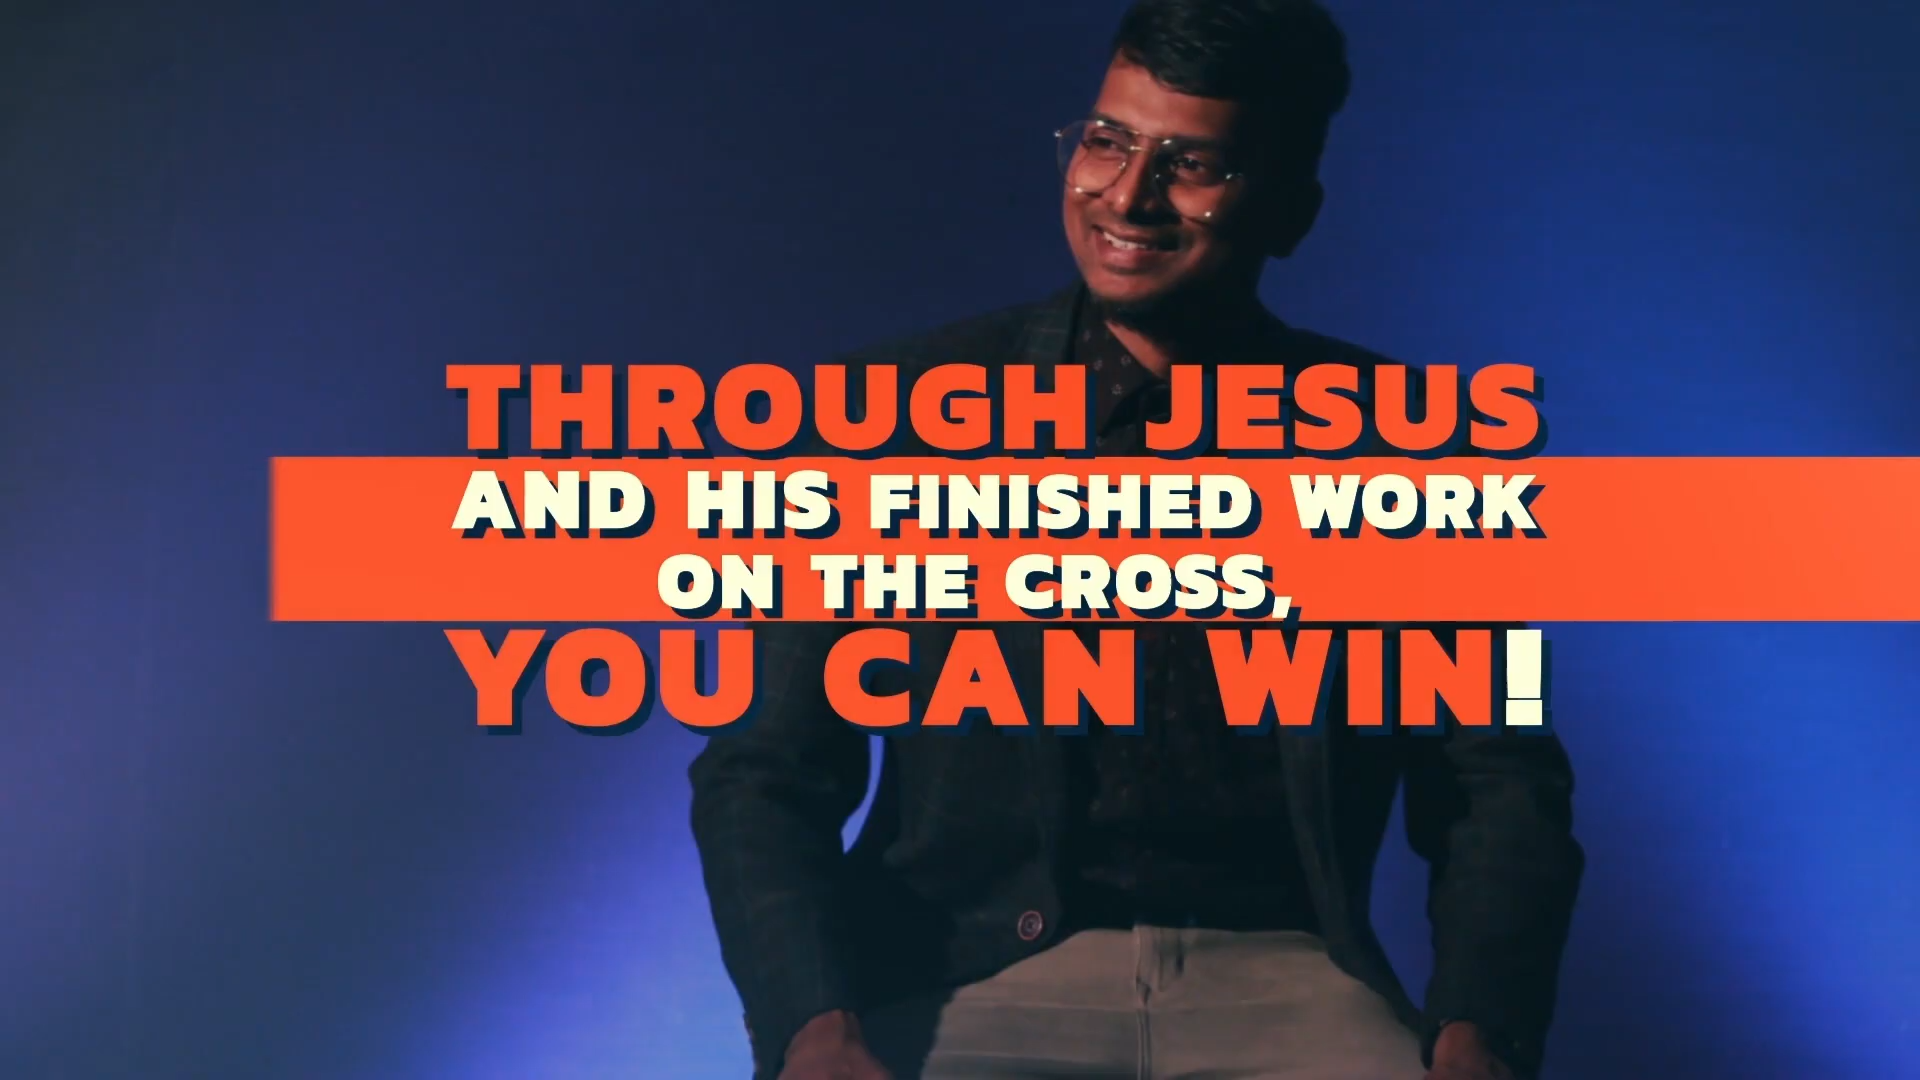 THROUGH JESUS
AND HIS FINISHED WORK
ON THE CROSS,
YOU CAN WIN!